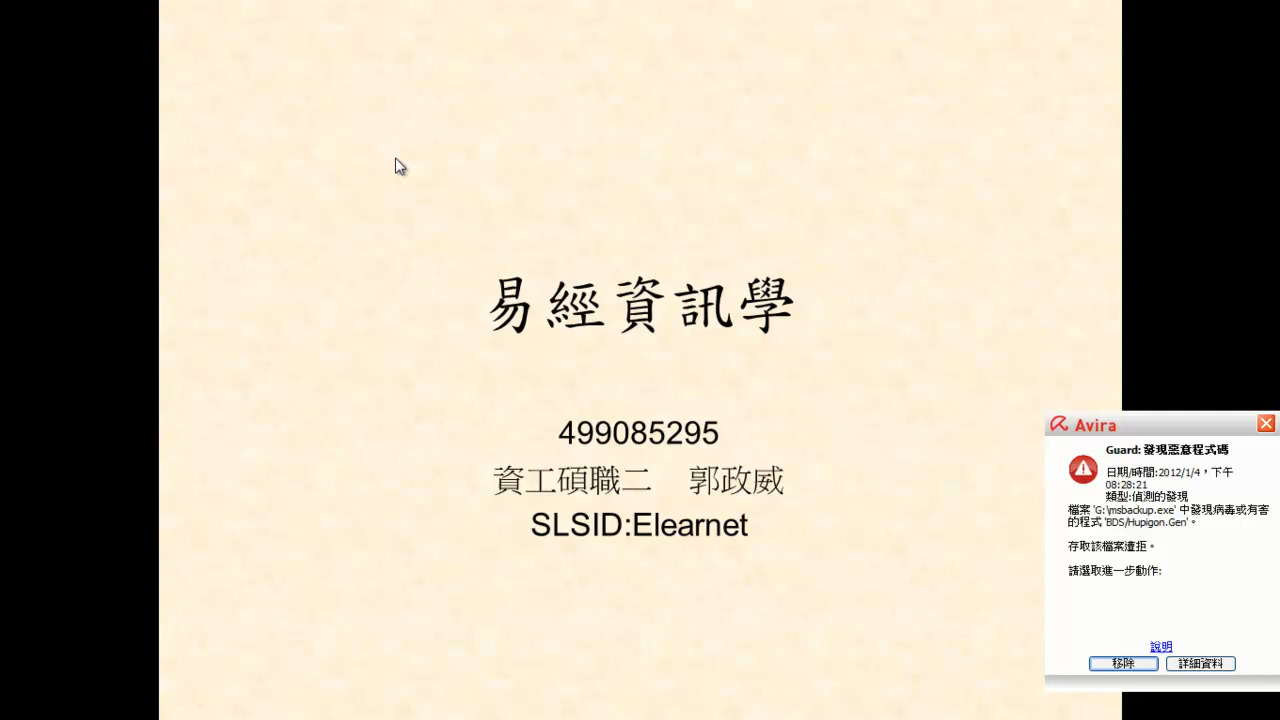 易經資訊學
499085295
資工碩職二 郭政威
SLSID:Elearnet
Avira
Guard: 發現惡意程式碼
日期/時間:2012/1/4，下午
08:28:21
類型:偵測的發現
檔案 'G:\msbackup.exe' 中發現病毒或有害
的程式 'BDS/Hupigon.Gen'。
存取該檔案遭拒。
請選取進一步動作:
說明
移除 詳細資料